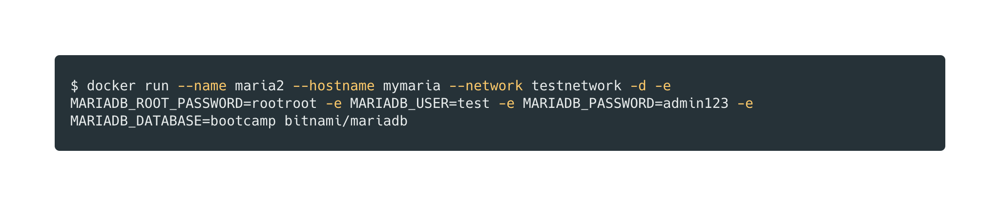 $ docker run --name maria2 --hostname mymaria --network testnetwork -d -e
MARIADB_ROOT_PASSWORD=rootroot -e MARIADB_USER=test -e MARIADB_PASSWORD=admin123 -e
MARIADB_DATABASE=bootcamp bitnami/mariadb